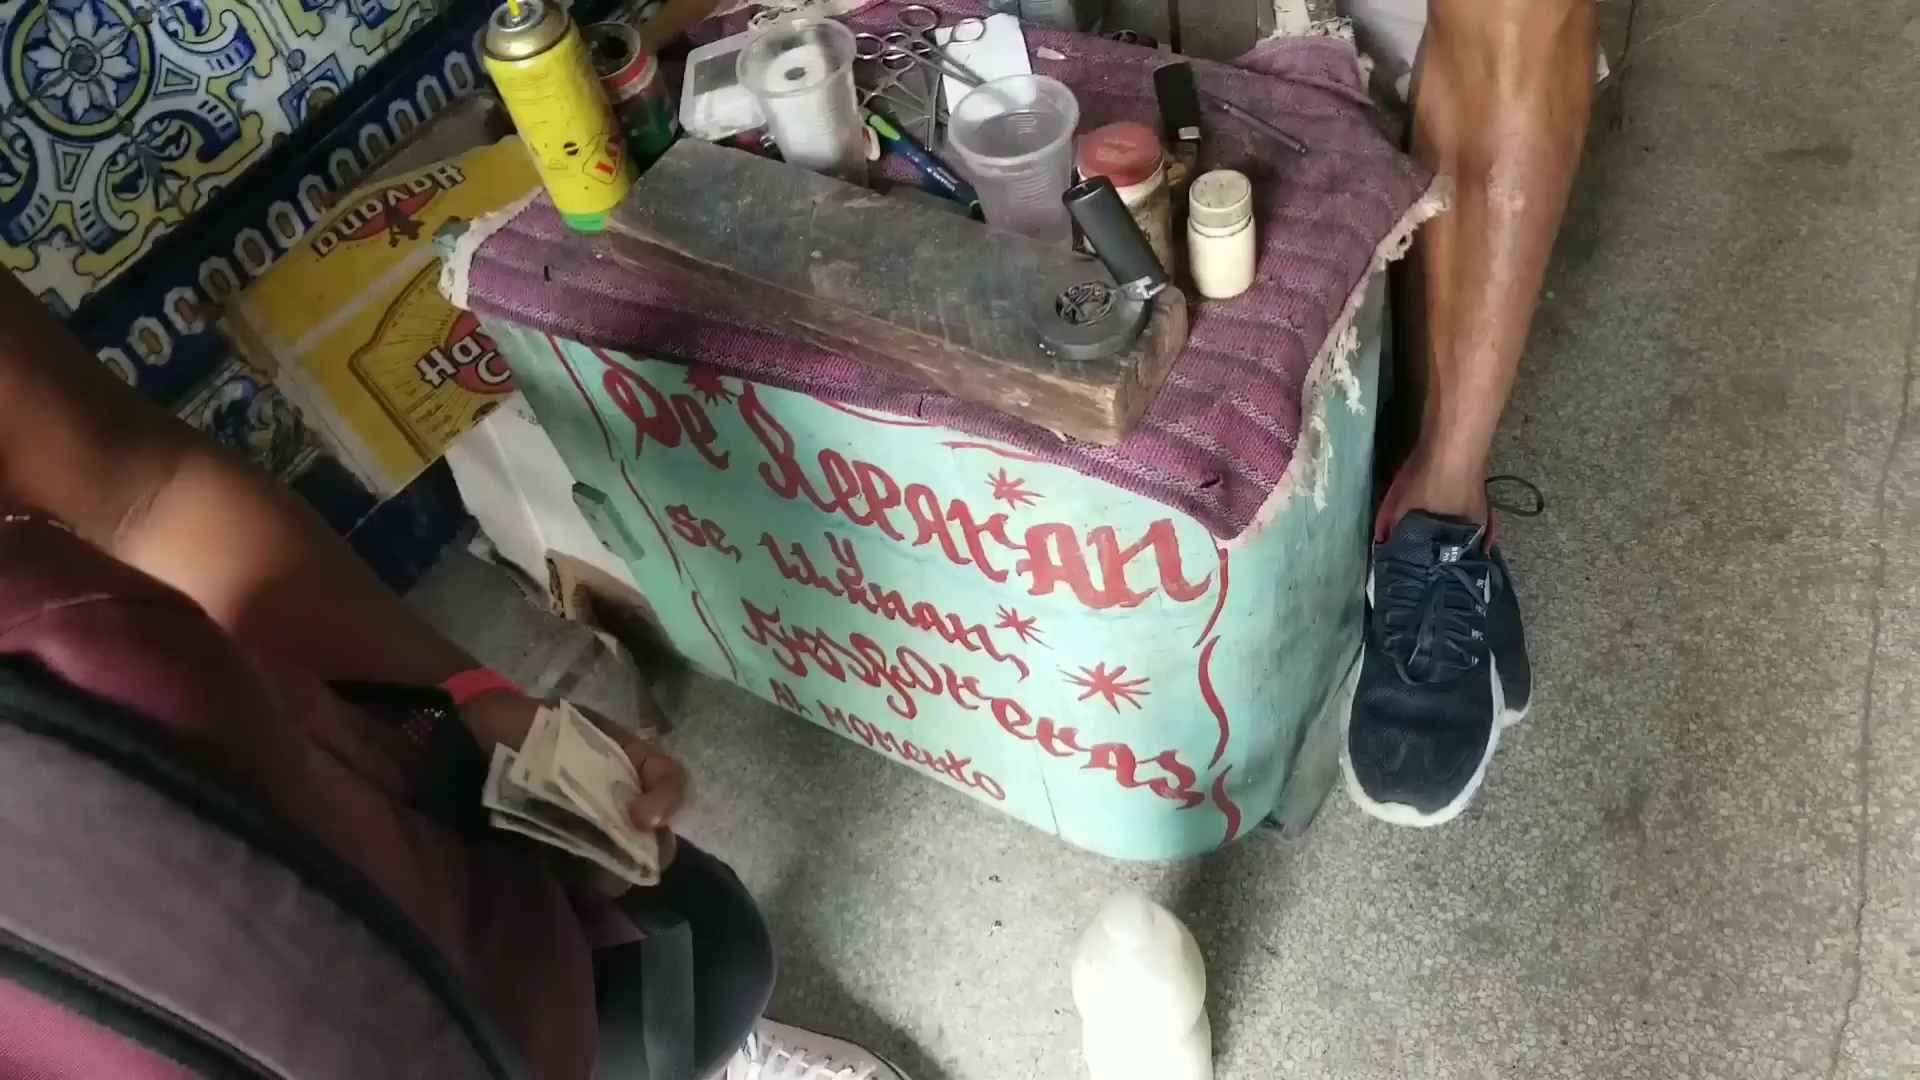 Se Reparan
y
se llenan,
Fosforeras
Al momento
Havana